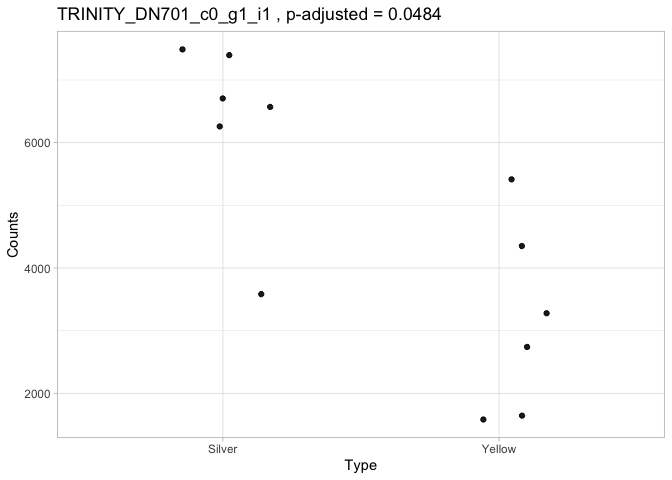 TRINITY_DN701_c0_g1_i1 , p-adjusted = 0.0484
6000
4000
2000
Counts
Silver
Yellow
Type